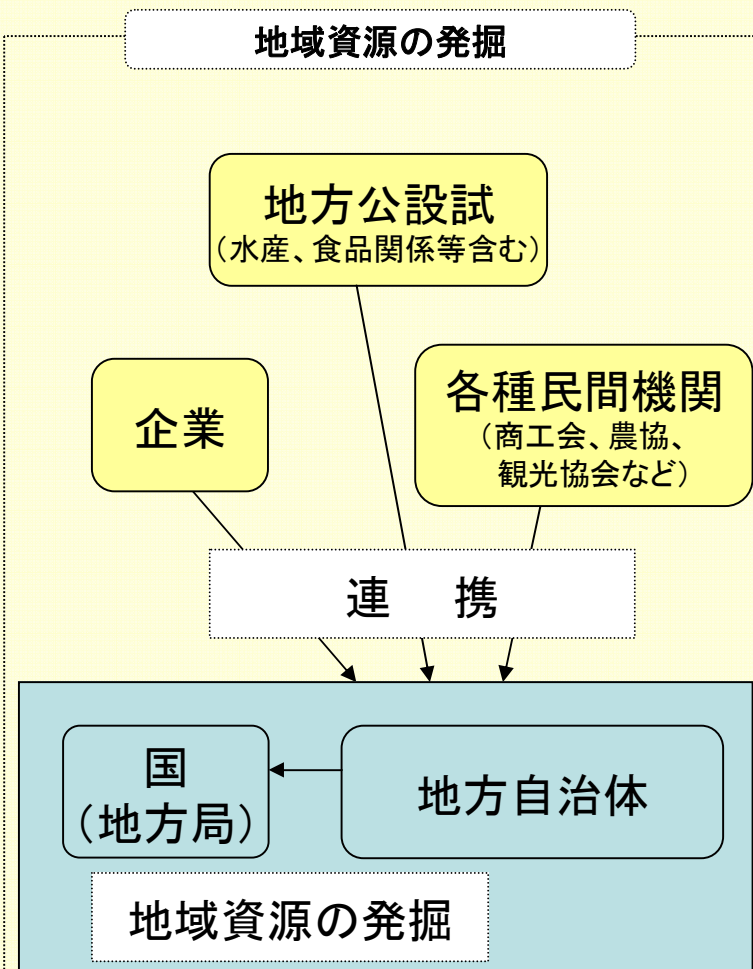 地域資源の発掘
地方公設試
（水産、食品関係等含む）
企業
各種民間機関
（商工会、農協、
観光協会など）
連　携
国
（地方局）
地方自治体
地域資源の発掘